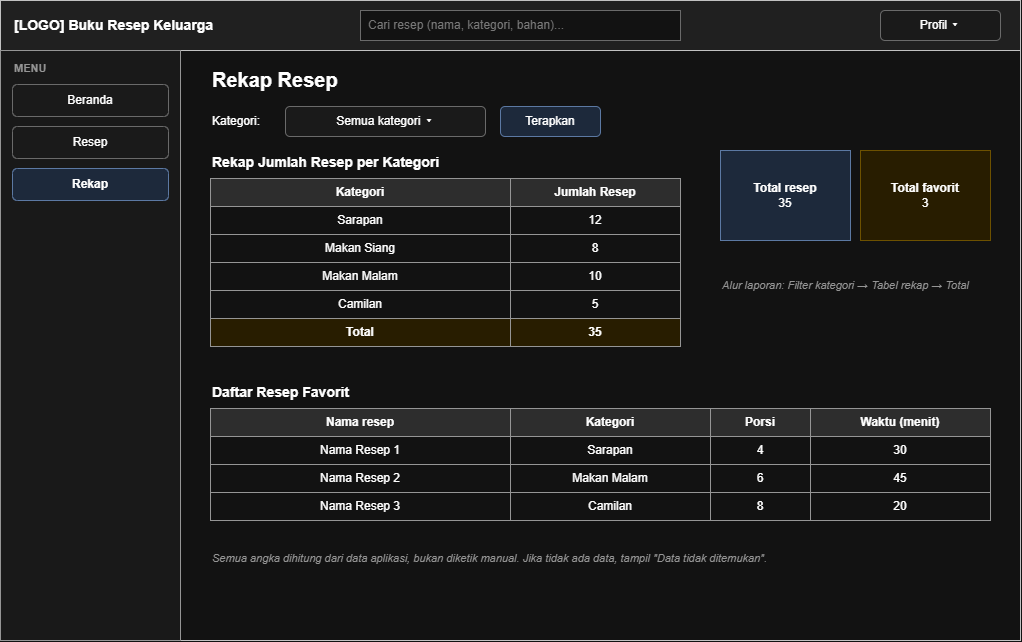 [LOGO] Buku Resep Keluarga
Cari resep (nama, kategori, bahan)...
Profil
MENU
Beranda
Resep
Rekap
Rekap Resep
Kategori:
Semua kategori
Terapkan
Rekap Jumlah Resep per Kategori
Kategori Jumlah Resep
Sarapan 12
Makan Siang 8
Makan Malam 10
Camilan 5
Total 35
Total resep
35
Total favorit
3
Alur laporan: Filter kategori → Tabel rekap → Total
Daftar Resep Favorit
Nama resep Kategori Porsi Waktu (menit)
Nama Resep 1 Sarapan 4 30
Nama Resep 2 Makan Malam 6 45
Nama Resep 3 Camilan 8 20
Semua angka dihitung dari data aplikasi, bukan diketik manual. Jika tidak ada data, tampil "Data tidak ditemukan".